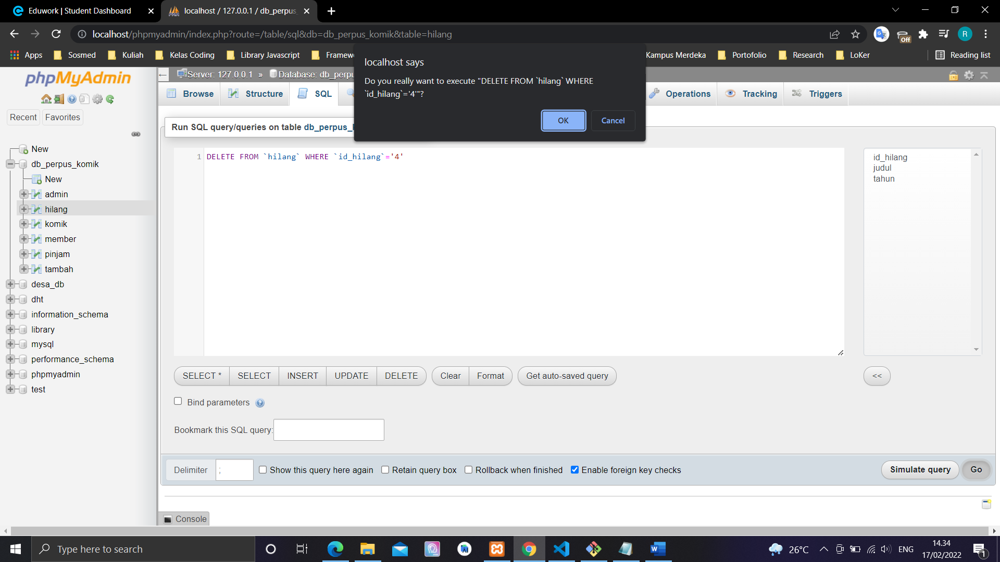 Eduwork | Student Dashboard
localhost / 127.0.0.1 / db_perpus_
localhost/phpmyadmin/index.php?route=/table/sql&db=db_perpus_komik&table=hilang
Off
R
Apps
Sosmed
Kuliah
Kelas Coding
Library Javascript
Framew
Kampus Merdeka
Portofolio
Research
LoKer
Reading list
localhost says
Do you really want to execute "DELETE FROM `hilang` WHERE
`id_hilang`='4'"?
OK
Cancel
phpMyAdmin
Recent
Favorites
New
db_perpus_komik
New
admin
hilang
komik
member
pinjam
tambah
desa_db
dht
information_schema
library
mysql
performance_schema
phpmyadmin
test
Server: 127.0.0.1 » Database: db_perpu
Browse
Structure
SQL
Operations
Tracking
Triggers
Run SQL query/queries on table db_perpus_k
1 DELETE FROM `hilang` WHERE `id_hilang`='4'
id_hilang
judul
tahun
SELECT *
SELECT
INSERT
UPDATE
DELETE
Clear
Format
Get auto-saved query
<<
Bind parameters
Bookmark this SQL query:
Delimiter
;
Show this query here again
Retain query box
Rollback when finished
Enable foreign key checks
Simulate query
Go
Console
Type here to search
26°C
ENG
14.34
17/02/2022
1